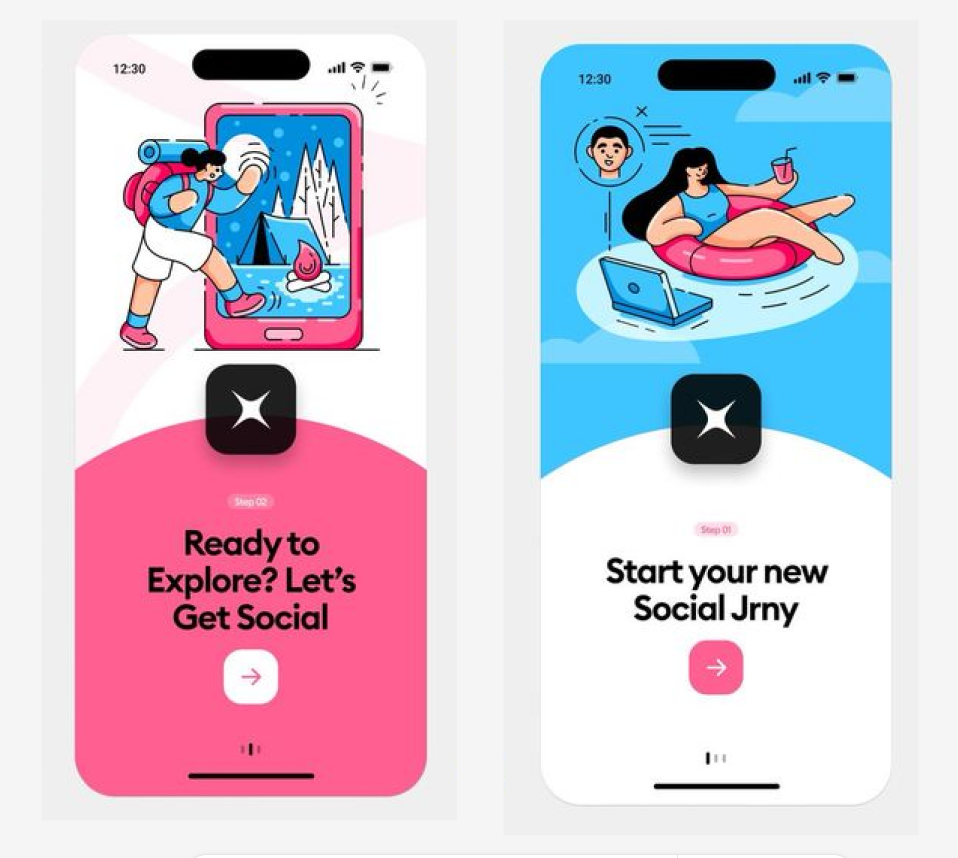 12:30
Step 02
Ready to
Explore? Let's
Get Social
12:30
Step 01
Start your new
Social Jrny